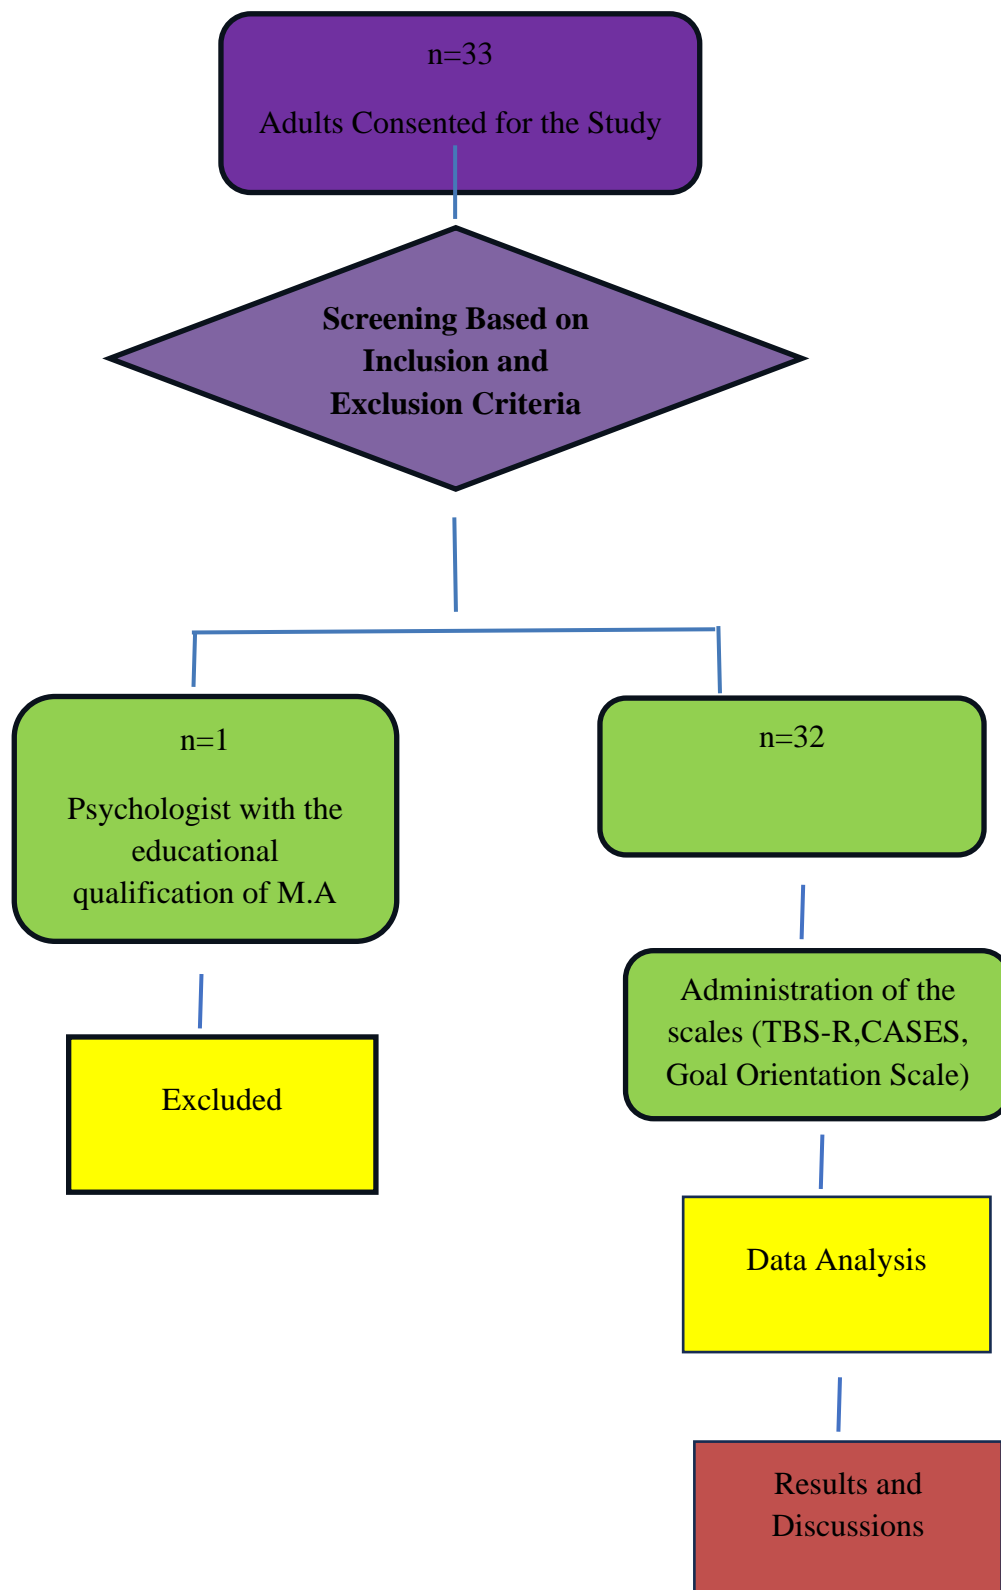 n=33
Adults Consented for the Study
Screening Based on
Inclusion and
Exclusion Criteria
n=1
Psychologist with the
educational
qualification of M.A
n=32
Excluded
Administration of the
scales (TBS-R,CASES,
Goal Orientation Scale)
Data Analysis
Results and
Discussions